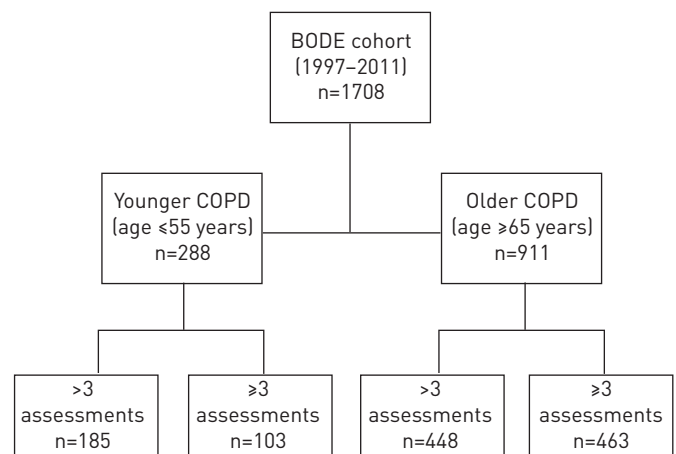 BODE cohort
(1997–2011)
n=1708
Younger COPD
(age ⩽55 years)
n=288
Older COPD
(age ⩾65 years)
n=911
>3
assessments
n=185
⩾3
assessments
n=103
>3
assessments
n=448
⩾3
assessments
n=463